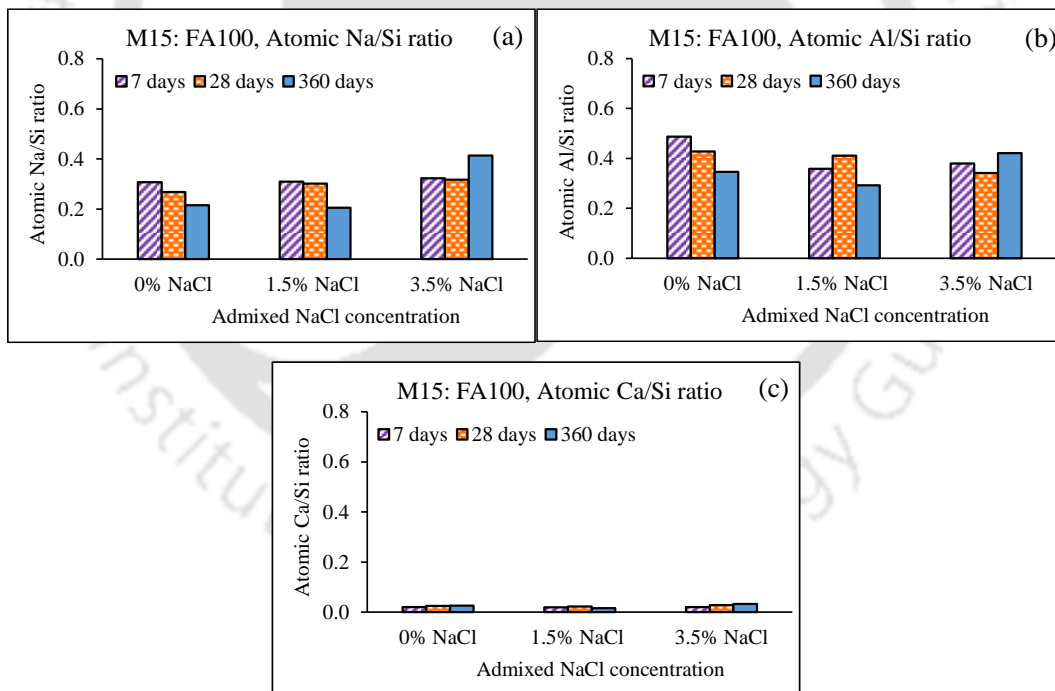 M15: FA100, Atomic Na/Si ratio (a)
0.8
0.6
0.4
0.2
0.0
7 days 28 days 360 days
Atomic Na/Si ratio
0% NaCl 1.5% NaCl 3.5% NaCl
Admixed NaCl concentration
M15: FA100, Atomic Al/Si ratio (b)
0.8
0.6
0.4
0.2
0.0
7 days 28 days 360 days
Atomic Al/Si ratio
0% NaCl 1.5% NaCl 3.5% NaCl
Admixed NaCl concentration
M15: FA100, Atomic Ca/Si ratio (c)
0.8
0.6
0.4
0.2
0.0
7 days 28 days 360 days
Atomic Ca/Si ratio
0% NaCl 1.5% NaCl 3.5% NaCl
Admixed NaCl concentration